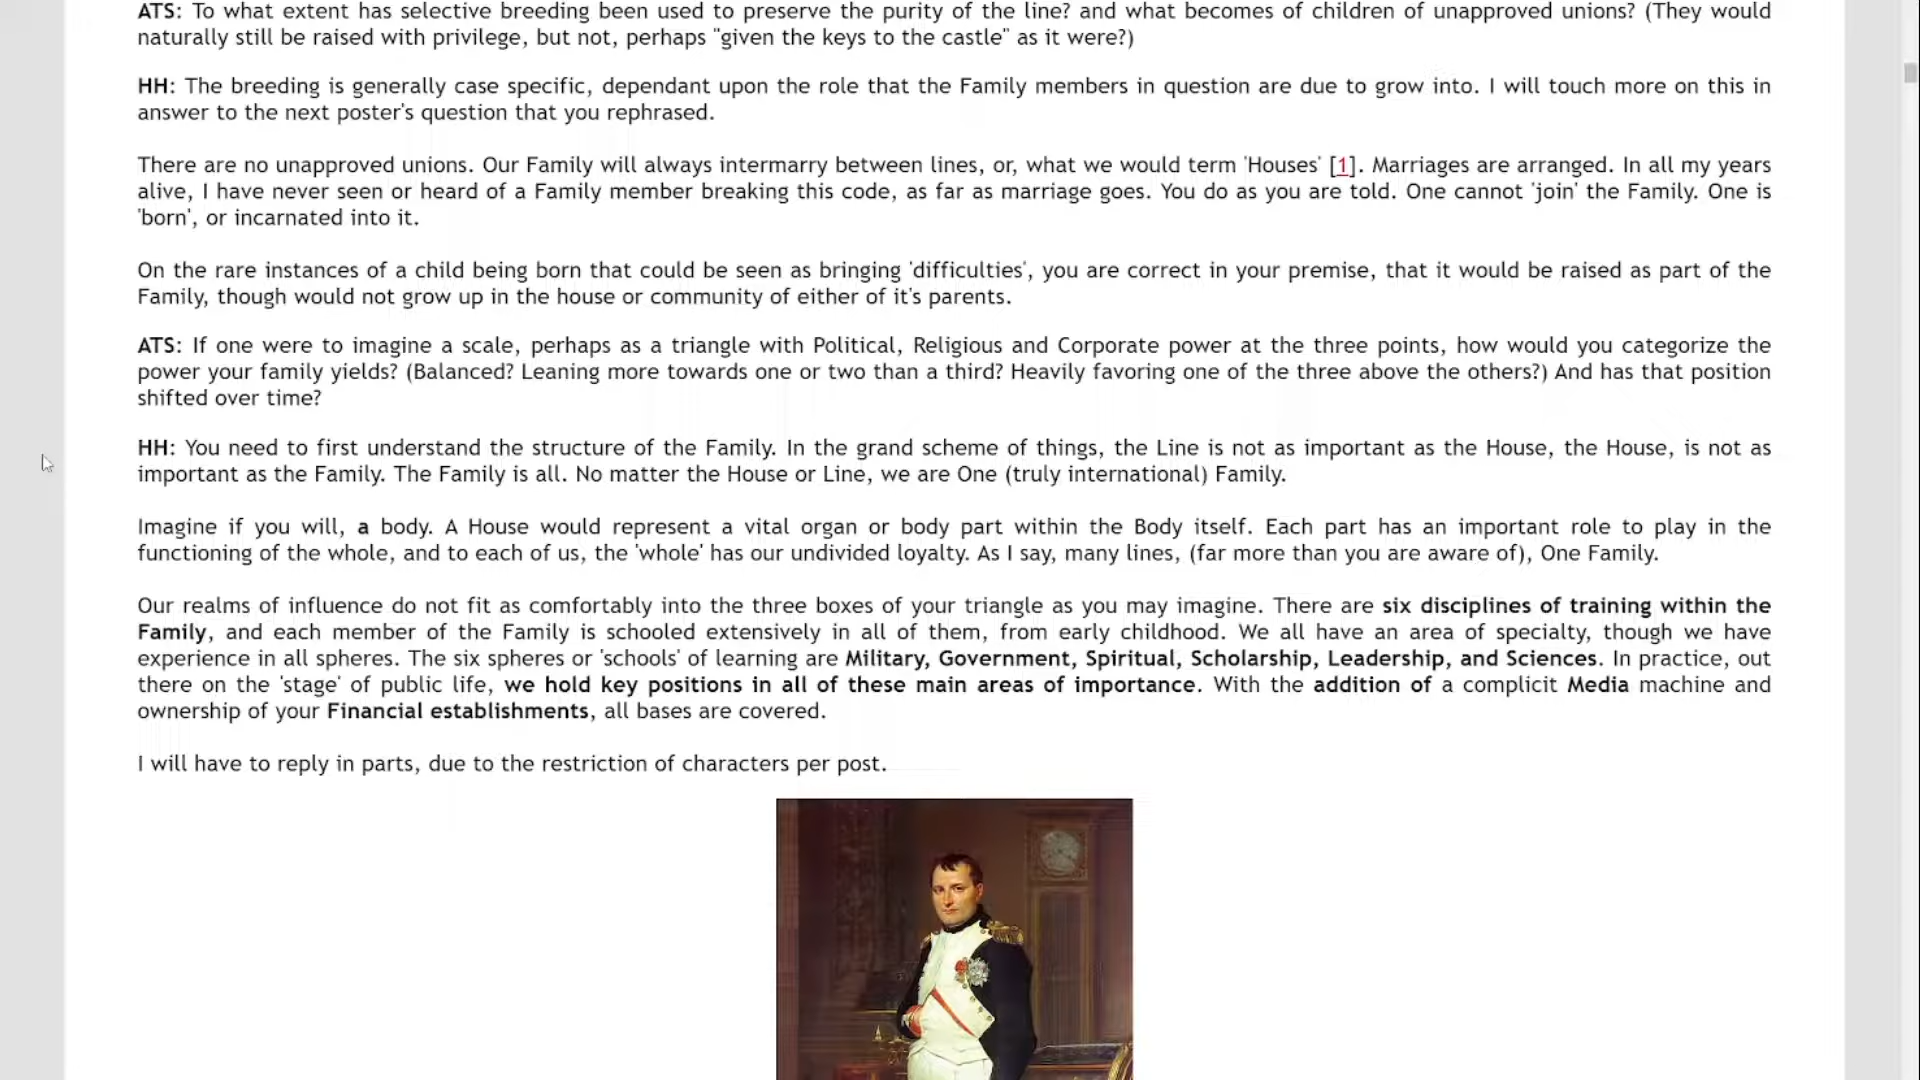 ATS: To what extent has selective breeding been used to preserve the purity of the line? and what becomes of children of unapproved unions? (They would
naturally still be raised with privilege, but not, perhaps "given the keys to the castle" as it were?)
HH: The breeding is generally case specific, dependant upon the role that the Family members in question are due to grow into. I will touch more on this in
answer to the next poster's question that you rephrased.
There are no unapproved unions. Our Family will always intermarry between lines, or, what we would term 'Houses' [1]. Marriages are arranged. In all my years
alive, I have never seen or heard of a Family member breaking this code, as far as marriage goes. You do as you are told. One cannot 'join' the Family. One is
'born', or incarnated into it.
On the rare instances of a child being born that could be seen as bringing 'difficulties', you are correct in your premise, that it would be raised as part of the
Family, though would not grow up in the house or community of either of it's parents.
ATS: If one were to imagine a scale, perhaps as a triangle with Political, Religious and Corporate power at the three points, how would you categorize the
power your family yields? (Balanced? Leaning more towards one or two than a third? Heavily favoring one of the three above the others?) And has that position
shifted over time?
HH: You need to first understand the structure of the Family. In the grand scheme of things, the Line is not as important as the House, the House, is not as
important as the Family. The Family is all. No matter the House or Line, we are One (truly international) Family.
Imagine if you will, a body. A House would represent a vital organ or body part within the Body itself. Each part has an important role to play in the
functioning of the whole, and to each of us, the 'whole' has our undivided loyalty. As I say, many lines, (far more than you are aware of), One Family.
Our realms of influence do not fit as comfortably into the three boxes of your triangle as you may imagine. There are six disciplines of training within the
Family, and each member of the Family is schooled extensively in all of them, from early childhood. We all have an area of specialty, though we have
experience in all spheres. The six spheres or 'schools' of learning are Military, Government, Spiritual, Scholarship, Leadership, and Sciences. In practice, out
there on the 'stage' of public life, we hold key positions in all of these main areas of importance. With the addition of a complicit Media machine and
ownership of your Financial establishments, all bases are covered.
I will have to reply in parts, due to the restriction of characters per post.